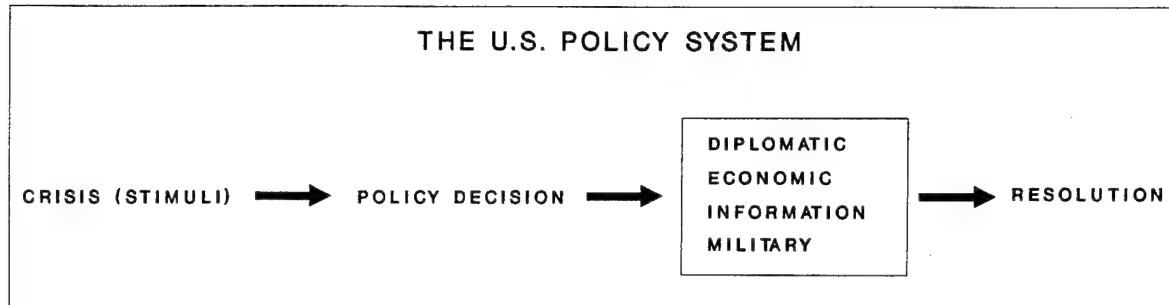 THE U.S. POLICY SYSTEM
CRISIS (STIMULI)
POLICY DECISION
DIPLOMATIC
ECONOMIC
INFORMATION
MILITARY
RESOLUTION